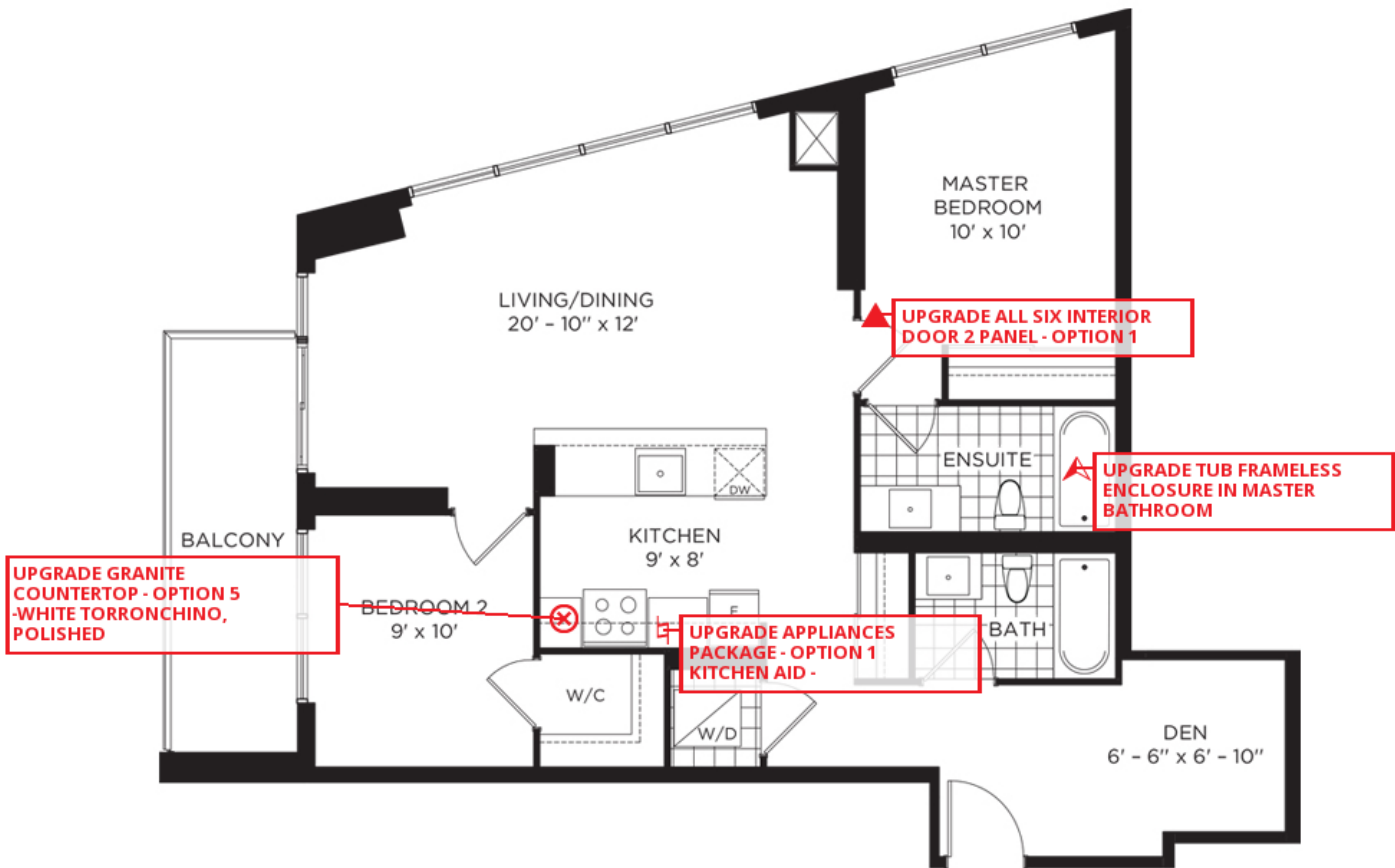 MASTER
BEDROOM
10' x 10'
LIVING/DINING
20' - 10'' x 12'
UPGRADE ALL SIX INTERIOR
DOOR 2 PANEL - OPTION 1
ENSUITE
UPGRADE TUB FRAMELESS
ENCLOSURE IN MASTER
BATHROOM
DW
KITCHEN
9' x 8'
BALCONY
UPGRADE GRANITE
COUNTERTOP - OPTION 5
-WHITE TORRONCHINO,
POLISHED
BEDROOM 2
9' x 10'
F
UPGRADE APPLIANCES
PACKAGE - OPTION 1
KITCHEN AID -
BATH
W/C
W/D
DEN
6' - 6'' x 6' - 10''